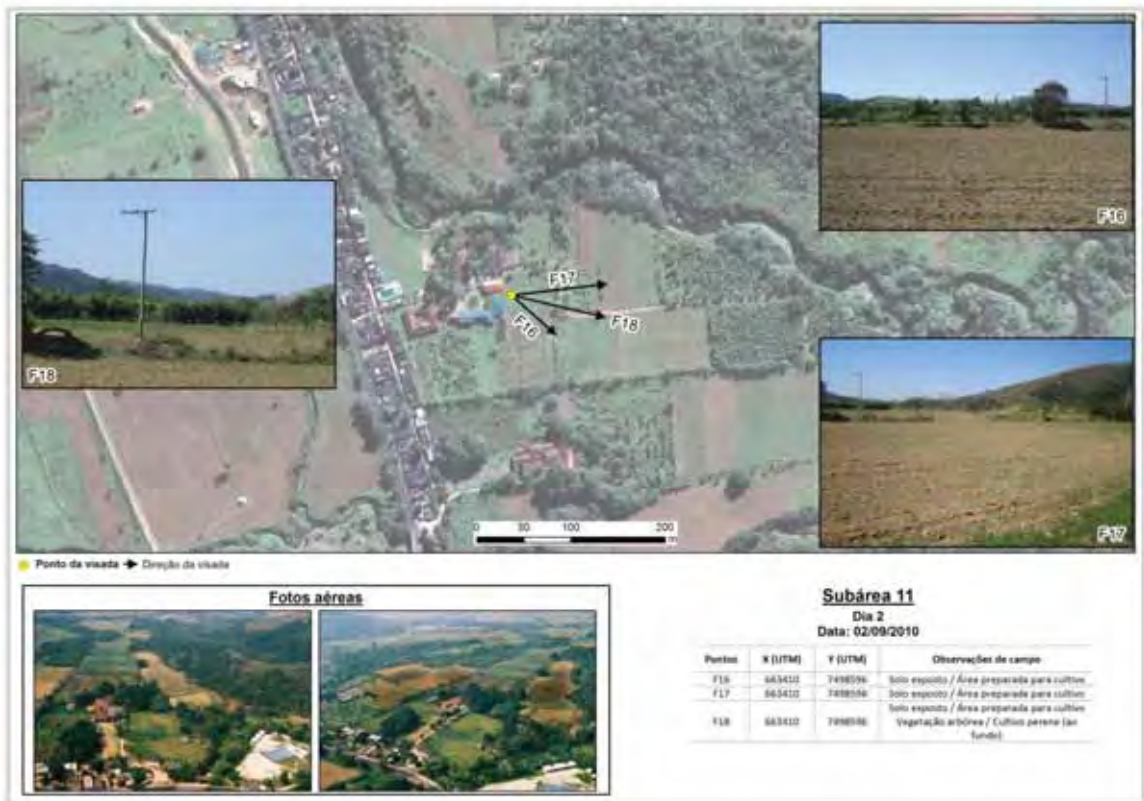 F16
F18
F17
F17
F18
F16
0 50 100 200
m
Ponto da visada Direção da visada
Fotos aéreas
Subárea 11
Dia 2
Data: 02/09/2010
Pontos X (UTM) Y (UTM) Observações de campo
F16 663410 7498596 Solo exposto / Área preparada para cultivo
F17 663410 7498596 Solo exposto / Área preparada para cultivo
Solo exposto / Área preparada para cultivo
F18 663410 7498596 Vegetação arbórea / Cultivo perene (ao
fundo)